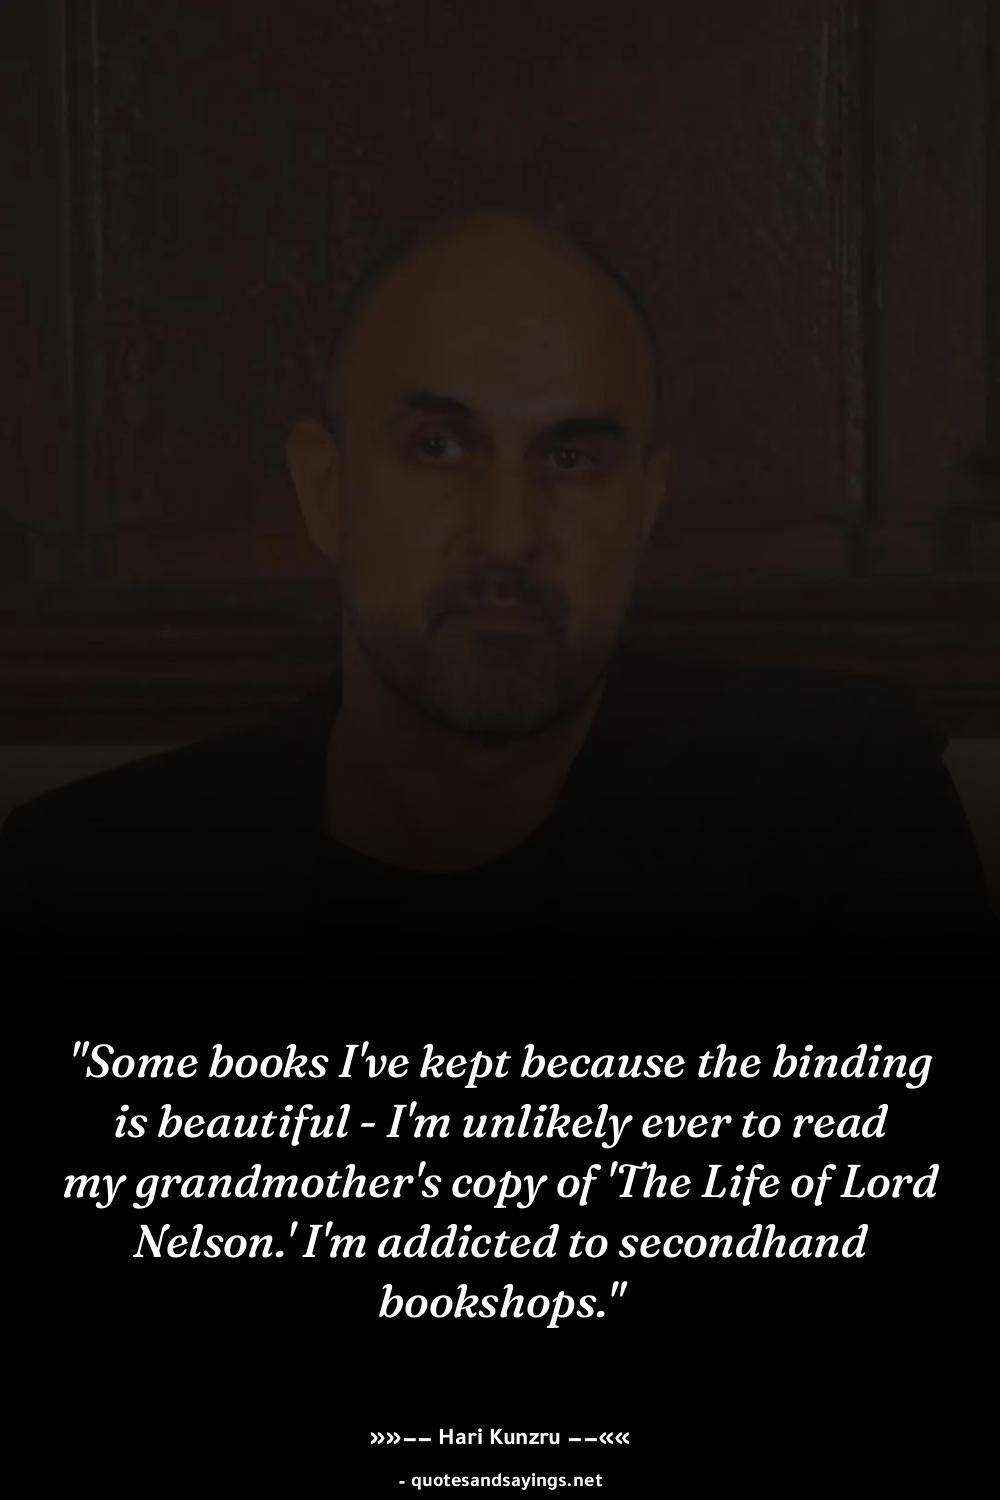 "Some books I've kept because the binding
is beautiful - I'm unlikely ever to read
my grandmother's copy of 'The Life of Lord
Nelson.' I'm addicted to secondhand
bookshops."
»»–– Hari Kunzru ––««
- quotesandsayings.net